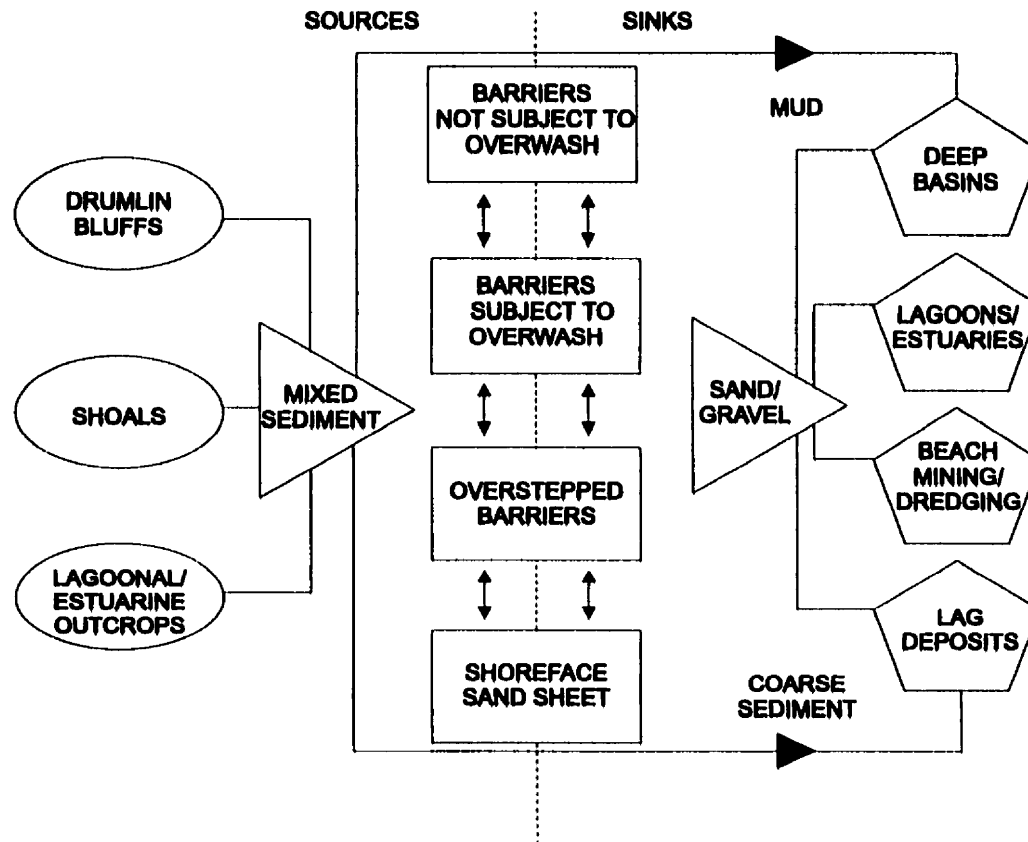 SOURCES
SINKS
BARRIERS
NOT SUBJECT TO
OVERWASH
MUD
DEEP
BASINS
DRUMLIN
BLUFFS
BARRIERS
SUBJECT TO
OVERWASH
LAGOONS/
ESTUARIES/
SHOALS
MIXED
SEDIMENT
SAND/
GRAVEL
BEACH
MINING/
DREDGING/
OVERSTEPPED
BARRIERS
LAGOONAL/
ESTUARINE
OUTCROPS
LAG
DEPOSITS
SHOREFACE
SAND SHEET
COARSE
SEDIMENT